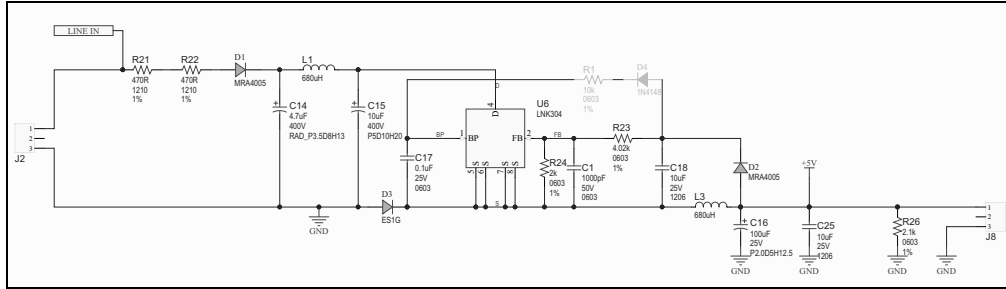 LINE IN
R21
470R
1210
1%
R22
470R
1210
1%
D1
MRA4005
L1
680uH
C14
4.7uF
400V
RAD_P3.5D8H13
C15
10uF
400V
P5D10H20
D
4
D
U6
LNK304
R1
10k
0603
1%
D4
1N4148
BP
1
BP
FB
2
FB
S
S
S
S
5
6
7
8
C17
0.1uF
25V
0603
R24
2k
0603
1%
C1
1000pF
50V
0603
R23
4.02k
0603
1%
C18
10uF
25V
1206
D2
MRA4005
+5V
J2
1
2
3
GND
D3
ES1G
S
L3
680uH
C16
100uF
25V
P2.0D5H12.5
GND
C25
10uF
25V
1206
GND
R26
2.1k
0603
1%
GND
GND
1
2
3
J8